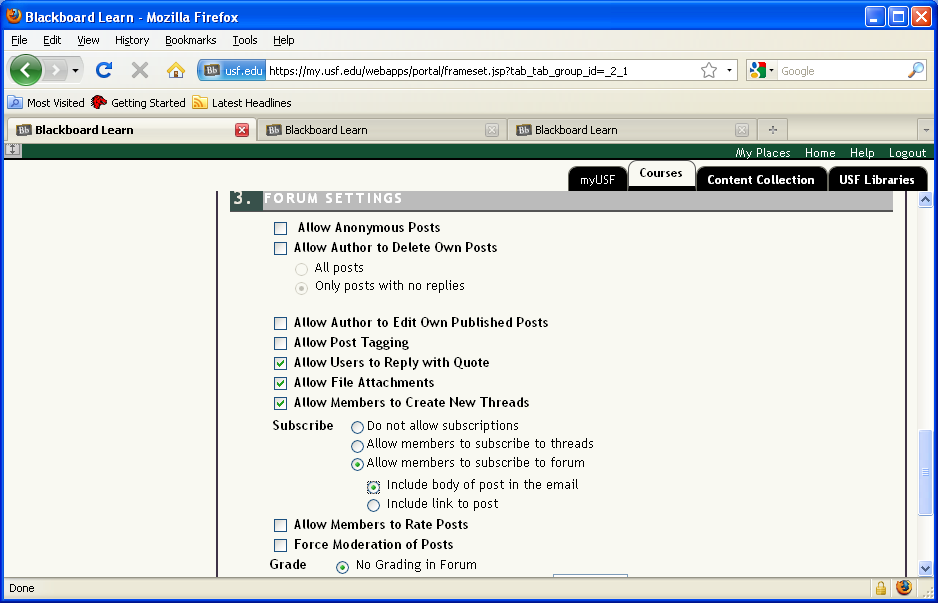 Blackboard Learn - Mozilla Firefox
File Edit View History Bookmarks Tools Help
Bb usf.edu https://my.usf.edu/webapps/portal/frameset.jsp?tab_tab_group_id=_2_1 Google
Most Visited Getting Started Latest Headlines
Bb Blackboard Learn Bb Blackboard Learn Bb Blackboard Learn
My Places Home Help Logout
myUSF Courses Content Collection USF Libraries
3. FORUM SETTINGS
Allow Anonymous Posts
Allow Author to Delete Own Posts
All posts
Only posts with no replies
Allow Author to Edit Own Published Posts
Allow Post Tagging
Allow Users to Reply with Quote
Allow File Attachments
Allow Members to Create New Threads
Subscribe Do not allow subscriptions
Allow members to subscribe to threads
Allow members to subscribe to forum
Include body of post in the email
Include link to post
Allow Members to Rate Posts
Force Moderation of Posts
Grade No Grading in Forum
Done